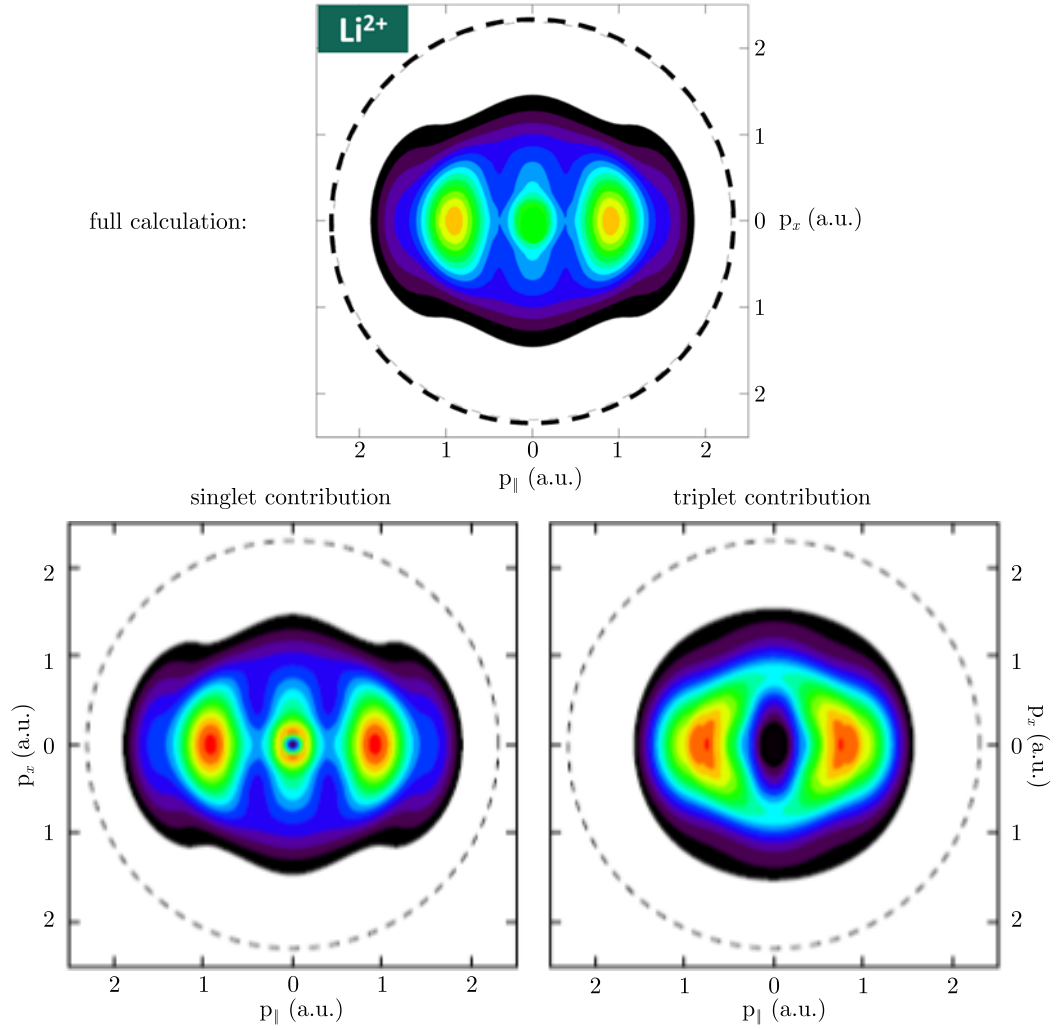 Li²⁺
2
1
full calculation:
0 pₓ (a.u.)
1
2
2 1 0 1 2
p∥ (a.u.)
singlet contribution
triplet contribution
2
1
0
1
2
pₓ (a.u.)
2 1 0 1 2
p∥ (a.u.)
2
1
0
1
2
pₓ (a.u.)
2 1 0 1 2
p∥ (a.u.)